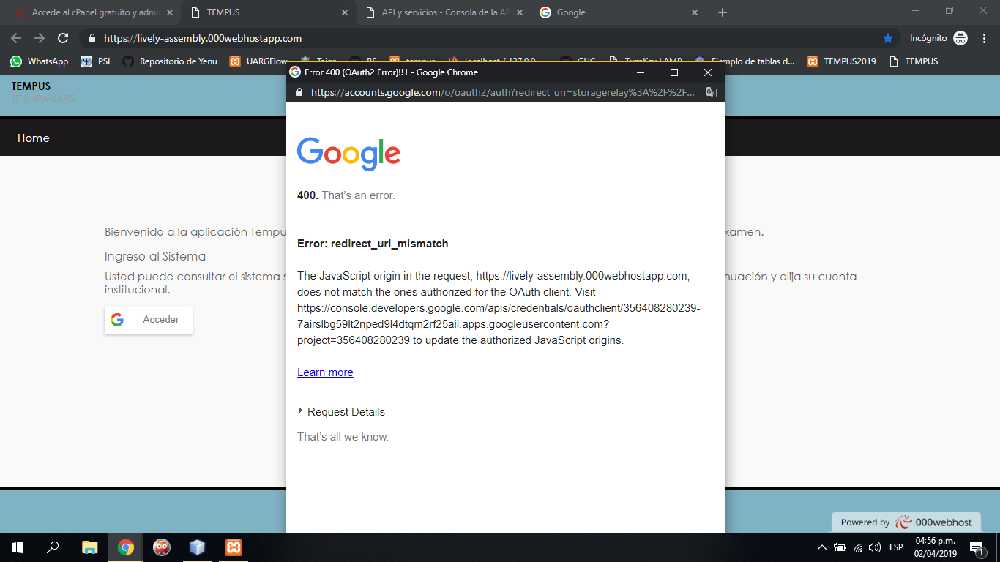 Accede al cPanel gratuito y admi
TEMPUS
API y servicios - Consola de la AP
Google
https://lively-assembly.000webhostapp.com
Incógnito
WhatsApp
PSI
Repositorio de Yenu
UARGFlow
Taiga
BS
tempus
localhost / 127.0.0
GHC
TurnKey LAMP
Ejemplo de tablas d...
TEMPUS2019
TEMPUS
Error 400 (OAuth2 Error)!!1 - Google Chrome
https://accounts.google.com/o/oauth2/auth?redirect_uri=storagerelay%3A%2F%2F...
TEMPUS
SIT UNPA-UARG
Home
Google
400. That's an error.
Error: redirect_uri_mismatch
The JavaScript origin in the request, https://lively-assembly.000webhostapp.com,
does not match the ones authorized for the OAuth client. Visit
https://console.developers.google.com/apis/credentials/oauthclient/356408280239-
7airslbg59lt2nped9l4dtqm2rf25aii.apps.googleusercontent.com?
project=356408280239 to update the authorized JavaScript origins.
Learn more
Request Details
That's all we know.
Bienvenido a la aplicación Tempu
xamen.
Ingreso al Sistema
Usted puede consultar el sistema s
nuación y elija su cuenta
institucional.
Acceder
Powered by 000webhost
ESP
04:56 p.m.
02/04/2019
1